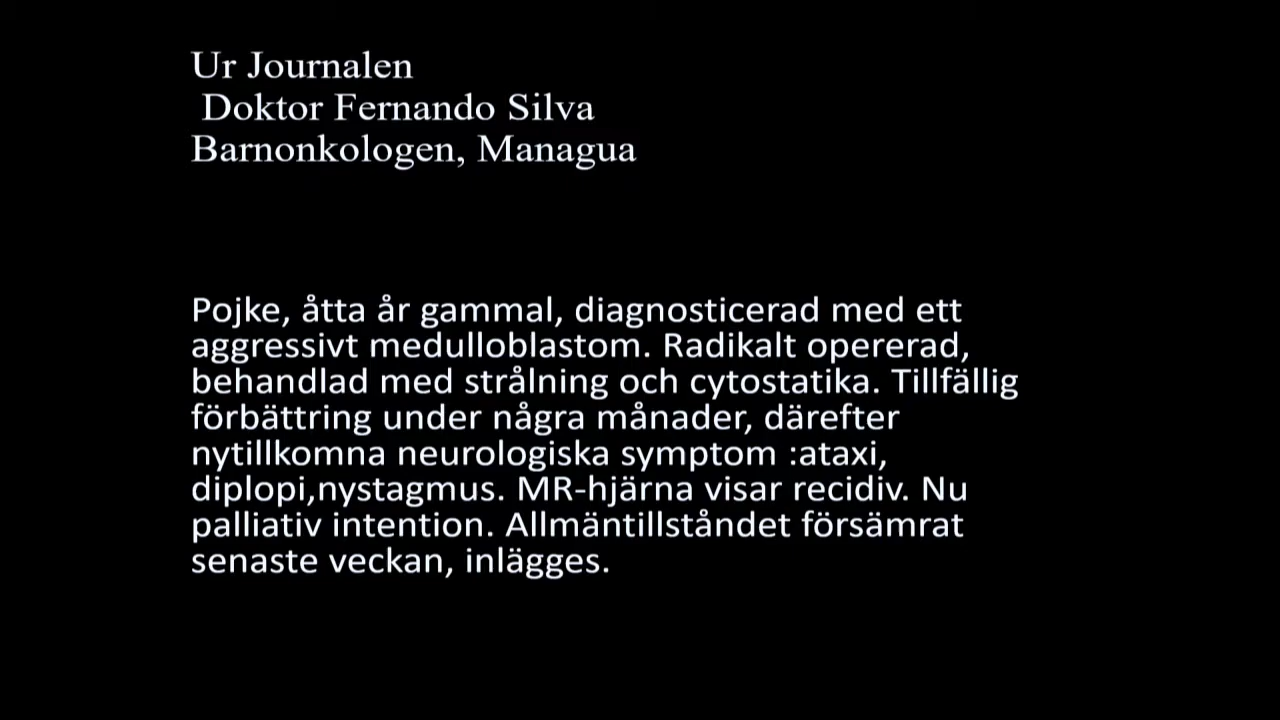 Ur Journalen
Doktor Fernando Silva
Barnonkologen, Managua
Pojke, åtta år gammal, diagnosticerad med ett
aggressivt medulloblastom. Radikalt opererad,
behandlad med strålning och cytostatika. Tillfällig
förbättring under några månader, därefter
nytillkomna neurologiska symptom :ataxi,
diplopi,nystagmus. MR-hjärna visar recidiv. Nu
palliativ intention. Allmäntillståndet försämrat
senaste veckan, inlägges.